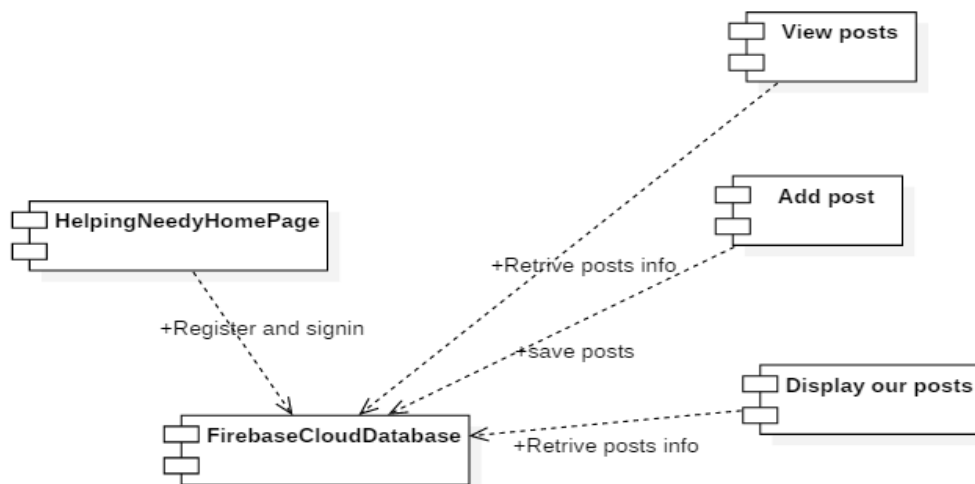 View posts
Add post
HelpingNeedyHomePage
+Retrive posts info
+Register and signin
+save posts
Display our posts
FirebaseCloudDatabase
+Retrive posts info